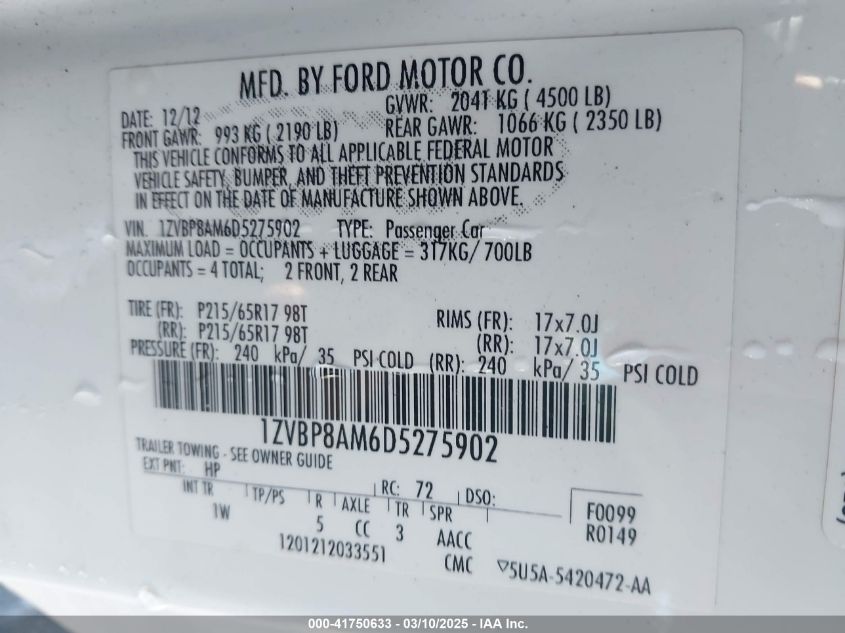 MFD. BY FORD MOTOR CO.
DATE: 12/12 GVWR: 2041 KG ( 4500 LB)
FRONT GAWR: 993 KG ( 2190 LB) REAR GAWR: 1066 KG ( 2350 LB)
THIS VEHICLE CONFORMS TO ALL APPLICABLE FEDERAL MOTOR
VEHICLE SAFETY, BUMPER, AND THEFT PREVENTION STANDARDS
IN EFFECT ON THE DATE OF MANUFACTURE SHOWN ABOVE.
VIN. 1ZVBP8AM6D5275902 TYPE: Passenger Car
MAXIMUM LOAD = OCCUPANTS + LUGGAGE = 317KG/ 700LB
OCCUPANTS = 4 TOTAL; 2 FRONT, 2 REAR
TIRE (FR): P215/65R17 98T RIMS (FR): 17x7.0J
(RR): P215/65R17 98T (RR): 17x7.0J
PRESSURE (FR): 240 kPa/ 35 PSI COLD (RR): 240 kPa/ 35 PSI COLD
1ZVBP8AM6D5275902
TRAILER TOWING - SEE OWNER GUIDE
EXT PNT: HP RC: 72 DSO:
INT TR TP/PS R AXLE TR SPR F0099
1W 5 CC 3 AACC R0149
1201212033551 CMC ▽5U5A-5420472-AA
000-41750633 - 03/10/2025 - IAA Inc.